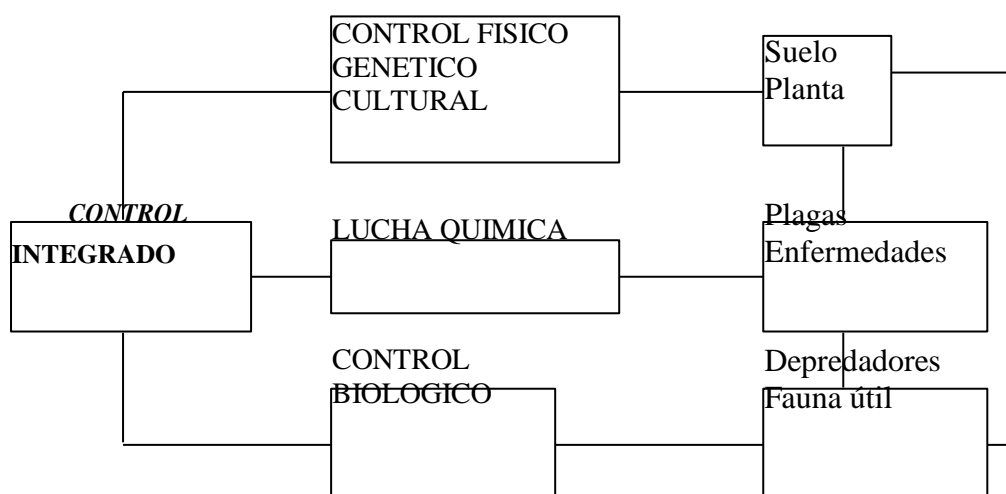 CONTROL FISICO
GENETICO
CULTURAL
Suelo
Planta
CONTROL
INTEGRADO
LUCHA QUIMICA
Plagas
Enfermedades
CONTROL
BIOLOGICO
Depredadores
Fauna útil